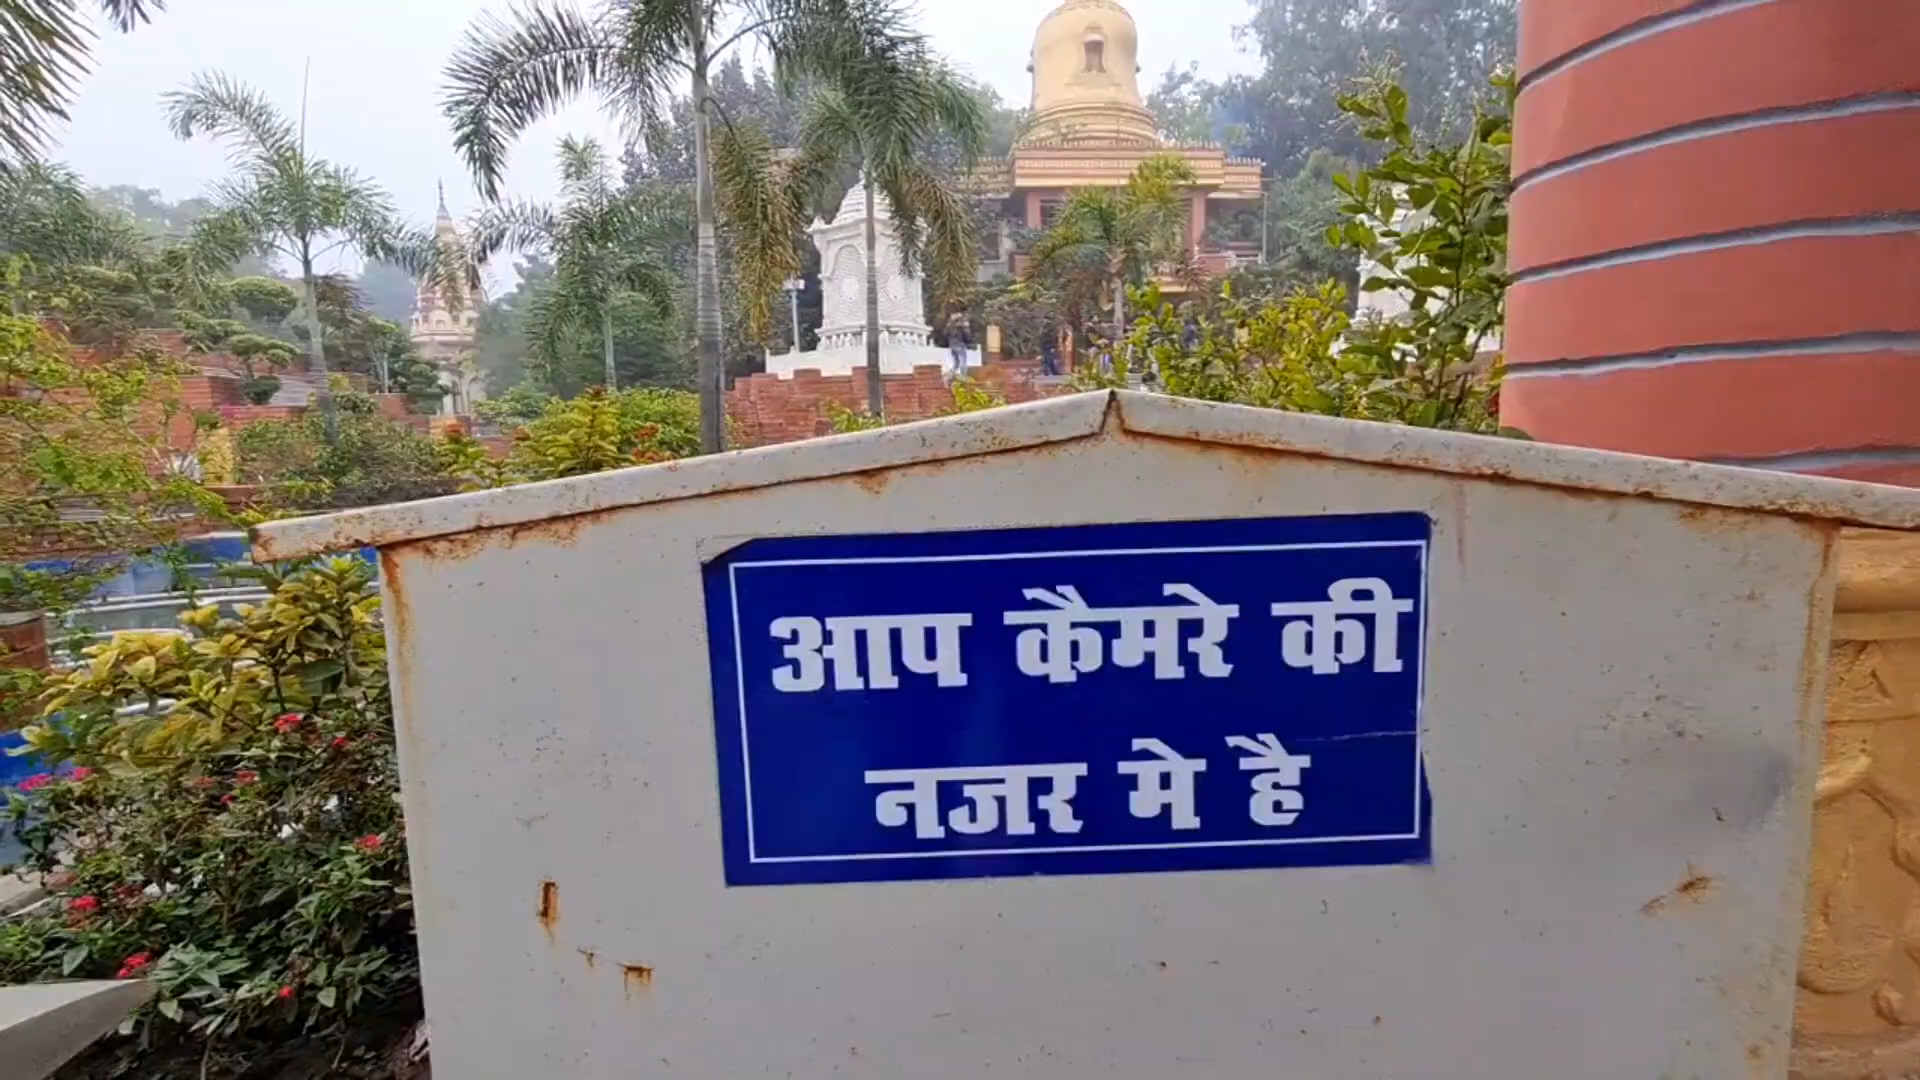 आप कैमरे की
नजर मे है